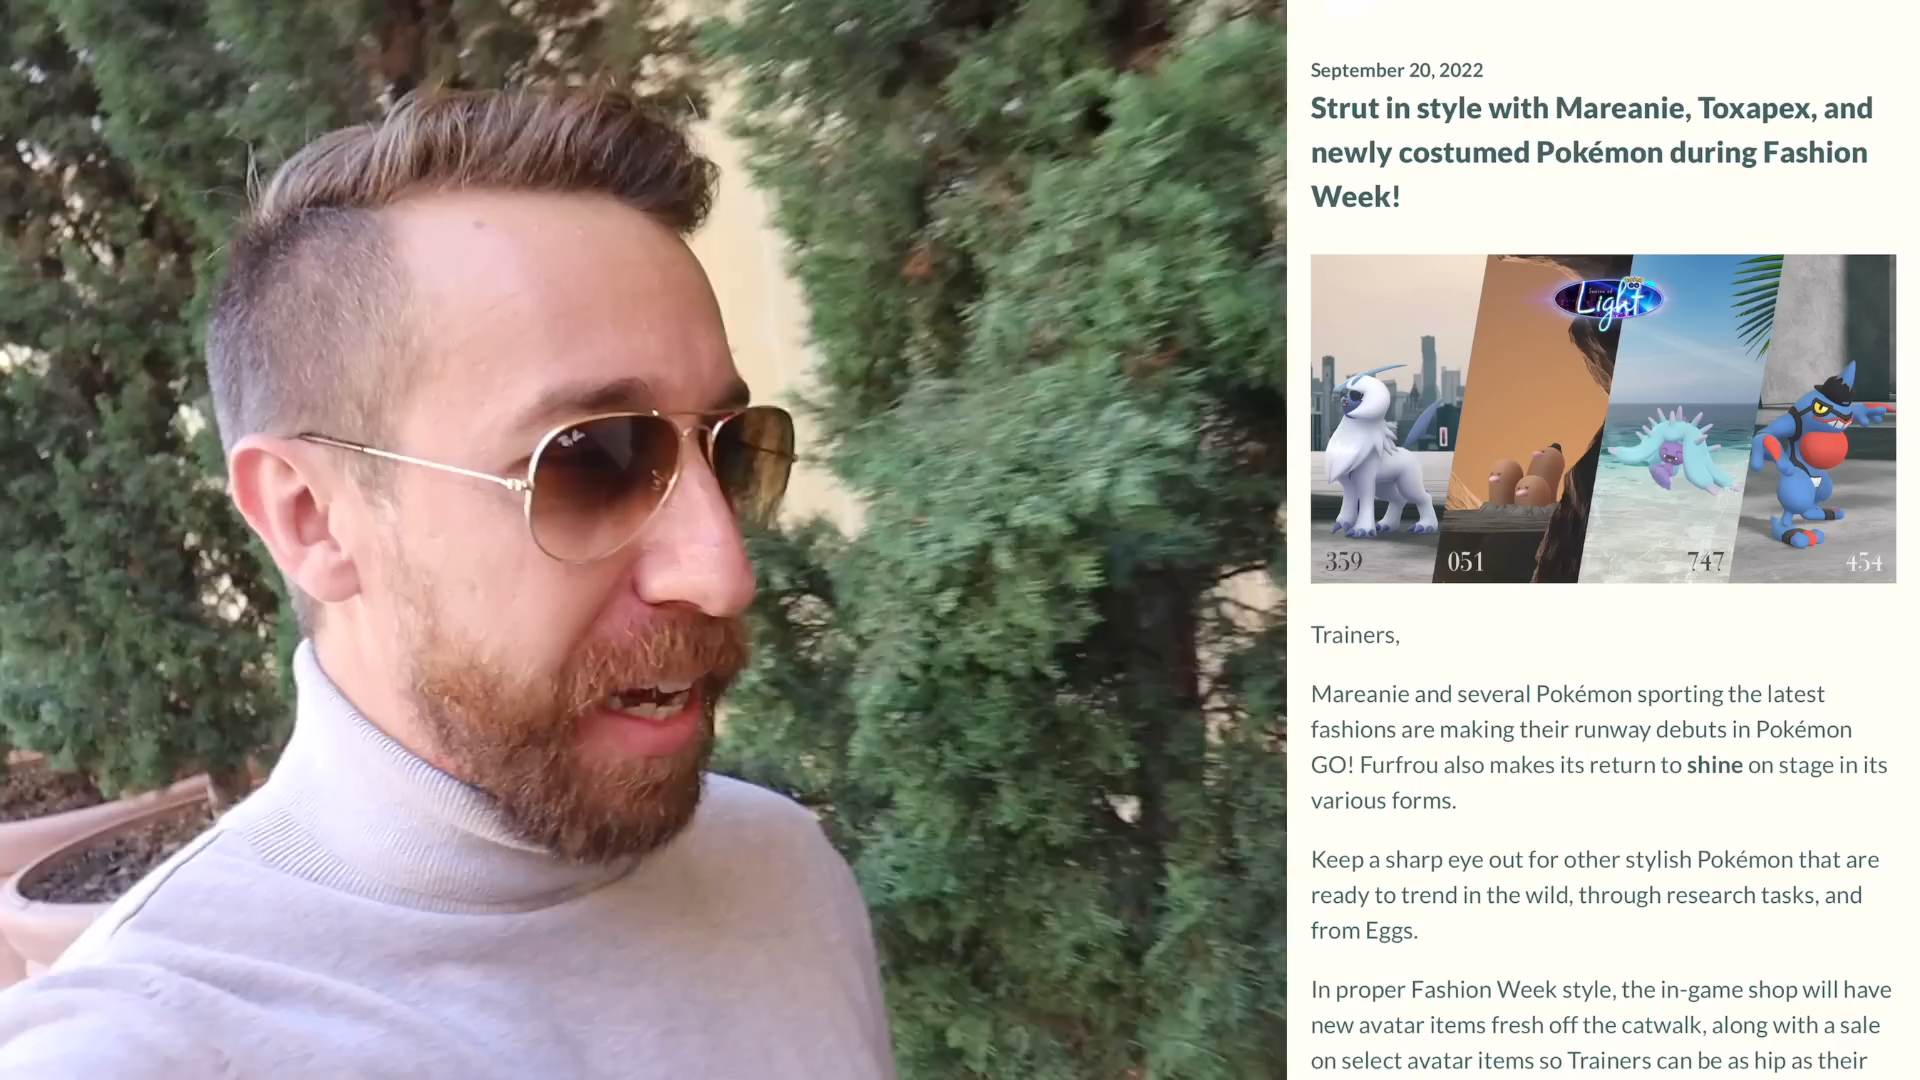 September 20, 2022
Strut in style with Mareanie, Toxapex, and
newly costumed Pokémon during Fashion
Week!
Light
359
051
747
454
Trainers,
Mareanie and several Pokémon sporting the latest
fashions are making their runway debuts in Pokémon
GO! Furfrou also makes its return to shine on stage in its
various forms.
Keep a sharp eye out for other stylish Pokémon that are
ready to trend in the wild, through research tasks, and
from Eggs.
In proper Fashion Week style, the in-game shop will have
new avatar items fresh off the catwalk, along with a sale
on select avatar items so Trainers can be as hip as their